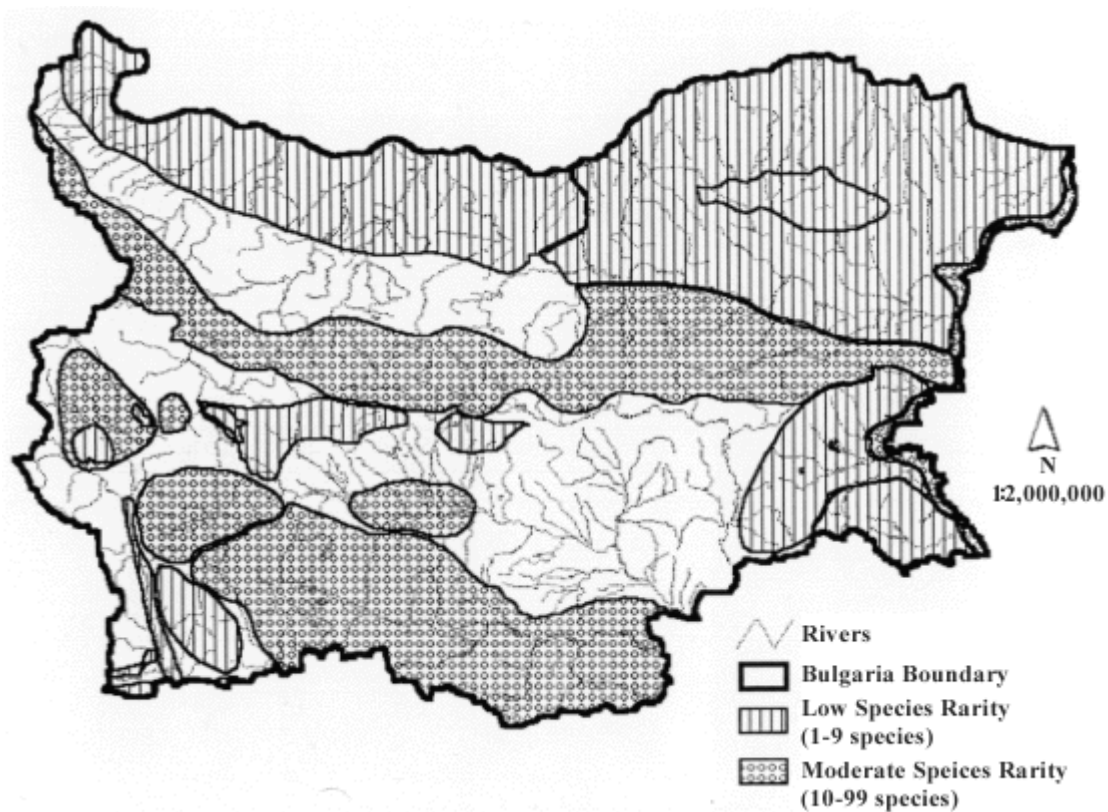 N
1:2,000,000
Rivers
Bulgaria Boundary
Low Species Rarity
(1-9 species)
Moderate Speices Rarity
(10-99 species)